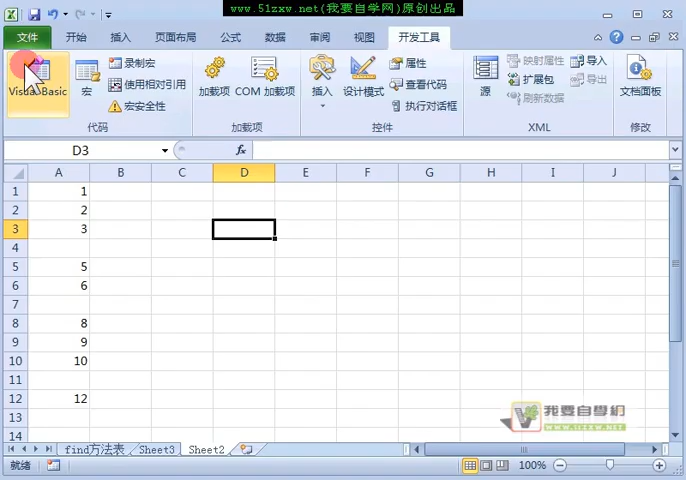 www.51zxw.net(我要自学网)原创出品
文件 开始 插入 页面布局 公式 数据 审阅 视图 开发工具
Visual Basic
宏
录制宏
使用相对引用
宏安全性
代码
加载项
COM 加载项
加载项
插入
设计模式
属性
查看代码
执行对话框
控件
源
映射属性
扩展包
刷新数据
导入
导出
XML
文档面板
修改
D3
fx
A B C D E F G H I J
1 1
2 2
3 3
4
5 5
6 6
7
8 8
9 9
10 10
11
12 12
13
14
我要自學網
WWW.51ZXW.NET
find方法表 Sheet3 Sheet2
就绪
100%